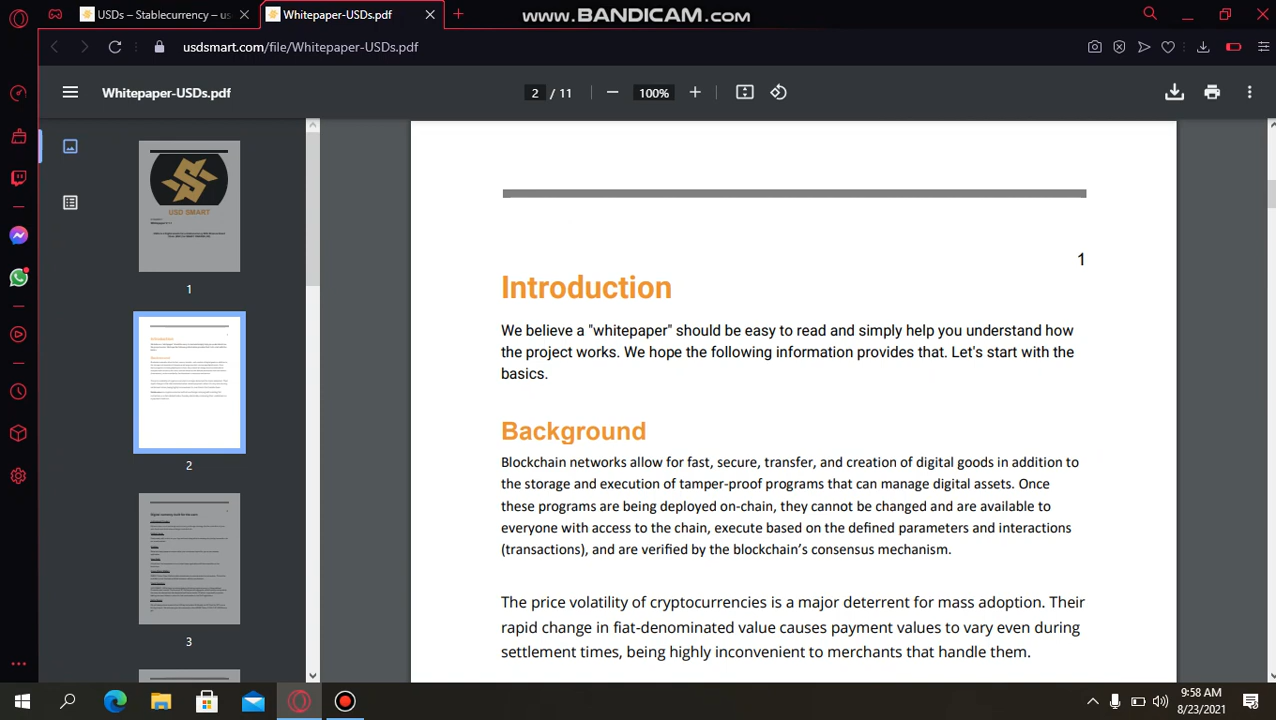 USDs – Stablecurrency – us
Whitepaper-USDs.pdf
www.BANDICAM.com
usdsmart.com/file/Whitepaper-USDs.pdf
Whitepaper-USDs.pdf
2 / 11
100%
USD SMART
1
2
3
1
Introduction
We believe a "whitepaper" should be easy to read and simply help you understand how
the project works. We hope the following information provides that. Let's start with the
basics.
Background
Blockchain networks allow for fast, secure, transfer, and creation of digital goods in addition to
the storage and execution of tamper-proof programs that can manage digital assets. Once
these programs are being deployed on-chain, they cannot be changed and are available to
everyone with access to the chain, execute based on the defined parameters and interactions
(transactions), and are verified by the blockchain's consensus mechanism.
The price volatility of cryptocurrencies is a major deterrent for mass adoption. Their
rapid change in fiat-denominated value causes payment values to vary even during
settlement times, being highly inconvenient to merchants that handle them.
9:58 AM
8/23/2021